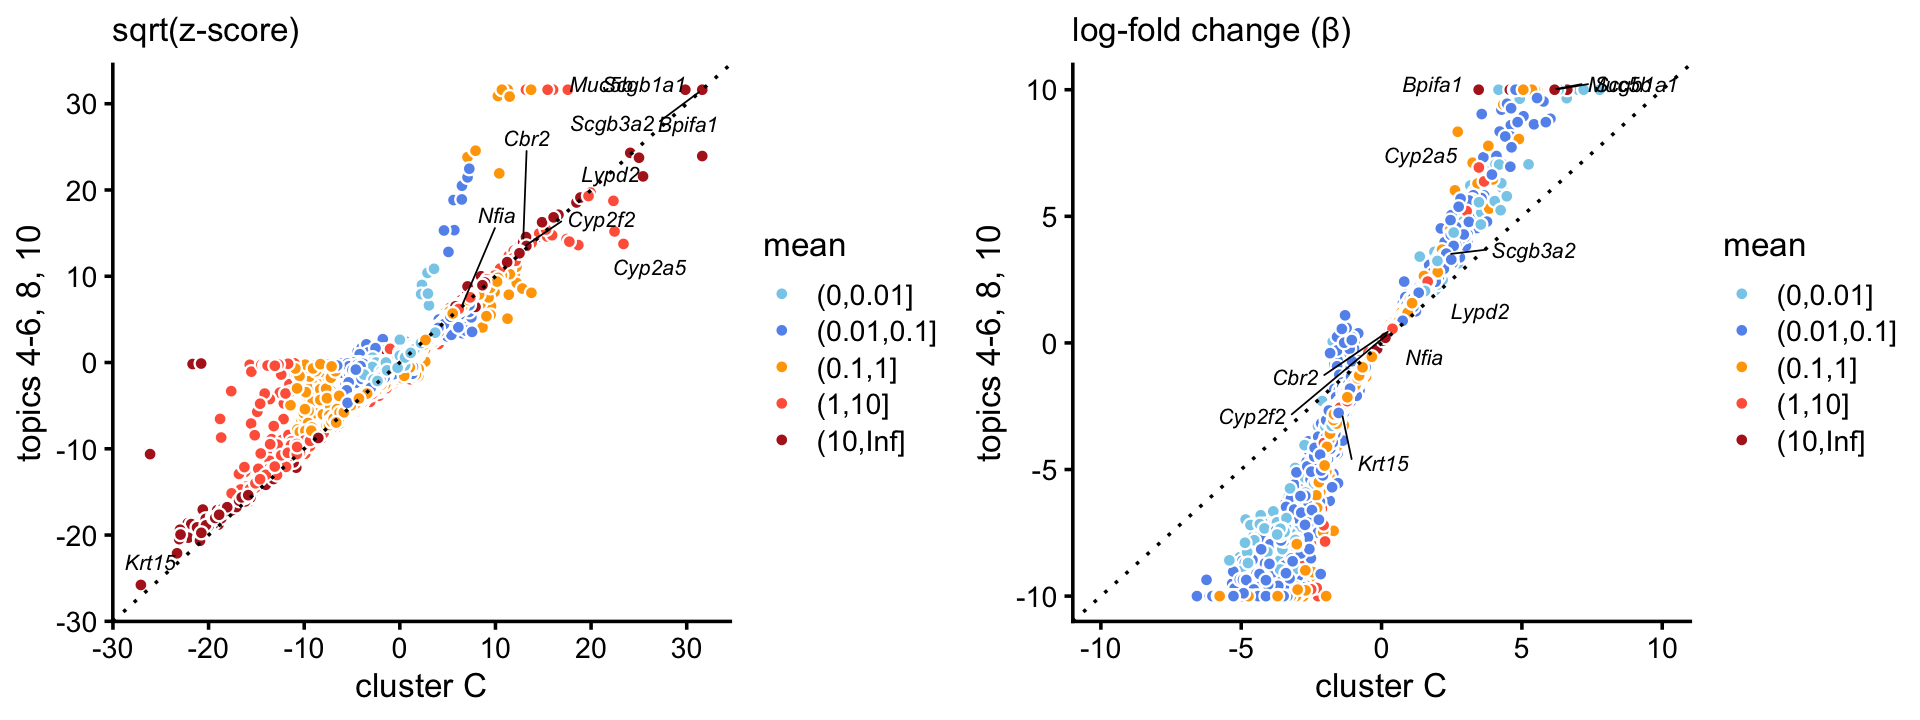 sqrt(z-score)
topics 4-6, 8, 10
30
20
10
0
-10
-20
-30
-30
-20
-10
0
10
20
30
cluster C
Muc5b
Scgb1a1
Scgb3a2
Bpifa1
Cbr2
Lypd2
Nfia
Cyp2f2
Cyp2a5
Krt15
mean
(0,0.01]
(0.01,0.1]
(0.1,1]
(1,10]
(10,Inf]
log-fold change (β)
topics 4-6, 8, 10
10
5
0
-5
-10
-10
-5
0
5
10
cluster C
Bpifa1
Muc5b
Scgb1a1
Cyp2a5
Scgb3a2
Lypd2
Nfia
Cbr2
Cyp2f2
Krt15
mean
(0,0.01]
(0.01,0.1]
(0.1,1]
(1,10]
(10,Inf]